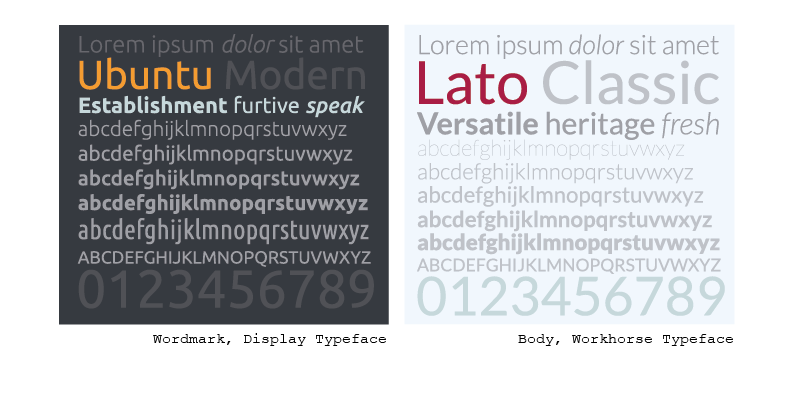 Lorem ipsum dolor sit amet
Ubuntu Modern
Establishment furtive speak
abcdefghijklmnopqrstuvwxyz
abcdefghijklmnopqrstuvwxyz
abcdefghijklmnopqrstuvwxyz
abcdefghijklmnopqrstuvwxyz
abcdefghijklmnopqrstuvwxyz
ABCDEFGHIJKLMNOPQRSTUVWXYZ
0123456789
Wordmark, Display Typeface
Lorem ipsum dolor sit amet
Lato Classic
Versatile heritage fresh
abcdefghijklmnopqrstuvwxyz
abcdefghijklmnopqrstuvwxyz
abcdefghijklmnopqrstuvwxyz
abcdefghijklmnopqrstuvwxyz
abcdefghijklmnopqrstuvwxyz
ABCDEFGHIJKLMNOPQRSTUVWXYZ
0123456789
Body, Workhorse Typeface